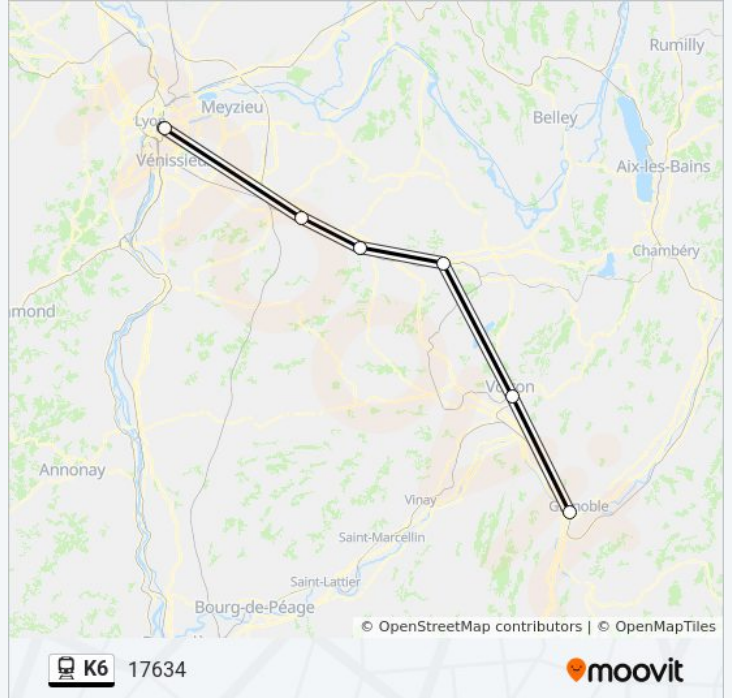 Rumilly
Meyzieu
Lyon
Belley
Vénissieux
Aix-les-Bains
Chambéry
mond
Voiron
Annonay
Vinay
Grenoble
Saint-Marcellin
Saint-Lattier
Bourg-de-Péage
© OpenStreetMap contributors | © OpenMapTiles
K6 17634 moovit